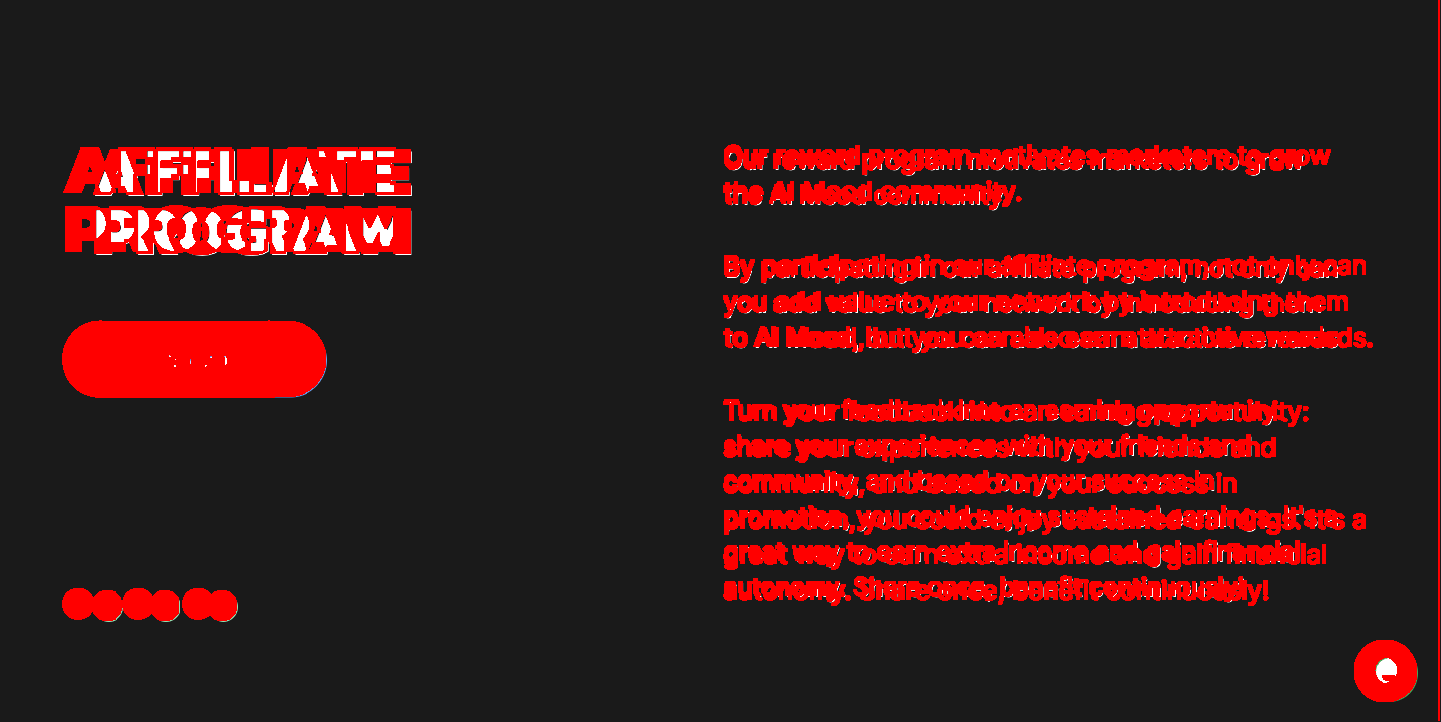 AFFILIATE
PROGRAM
Our reward program motivates marketers to grow
the AI Mood community.
By participating in our affiliate program, not only can
you add value to your network by introducing them
to AI Mood, but you can also earn attractive rewards.
Turn your feedback into an earning opportunity:
share your experiences with your friends and
community, and based on your success in
promotion, you could enjoy sustained earnings. It's a
great way to earn extra income and gain financial
autonomy. Share once, benefit continuously!